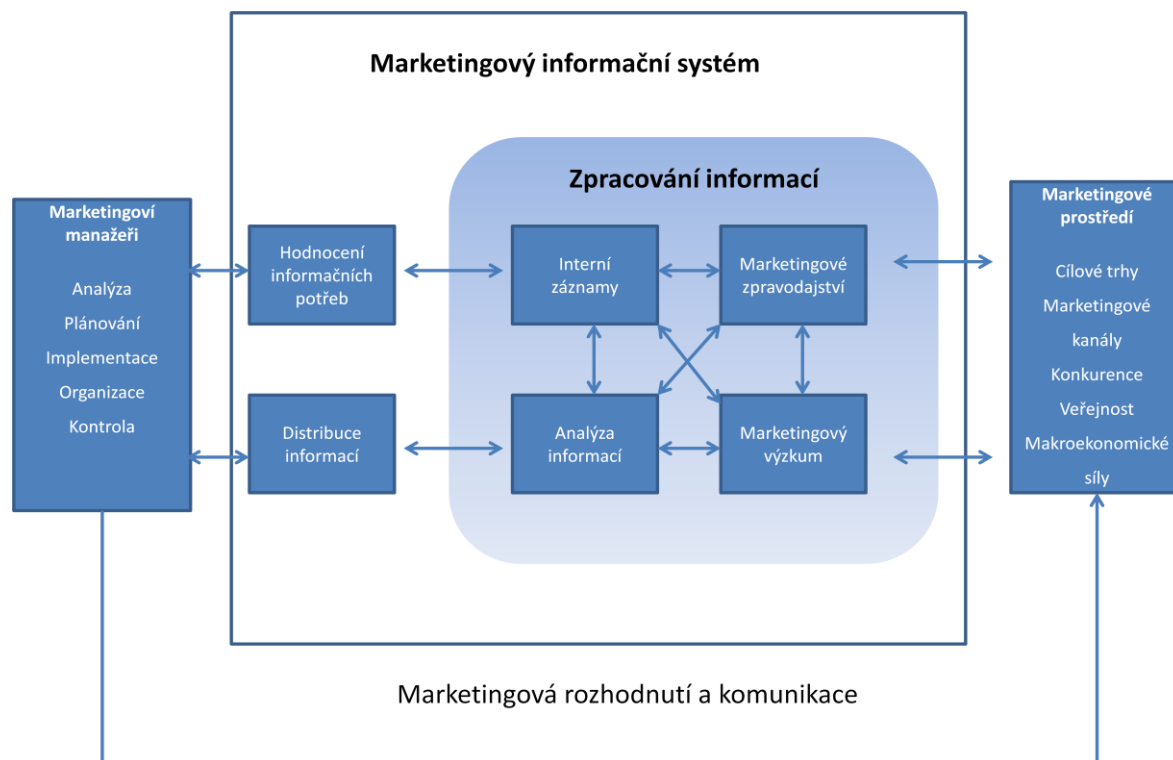 Marketingový informační systém
Zpracování informací
Marketingoví
manažeři
Analýza
Plánování
Implementace
Organizace
Kontrola
Hodnocení
informačních
potřeb
Distribuce
informací
Interní
záznamy
Marketingové
zpravodajství
Analýza
informací
Marketingový
výzkum
Marketingové
prostředí
Cílové trhy
Marketingové
kanály
Konkurence
Veřejnost
Makroekonomické
síly
Marketingová rozhodnutí a komunikace